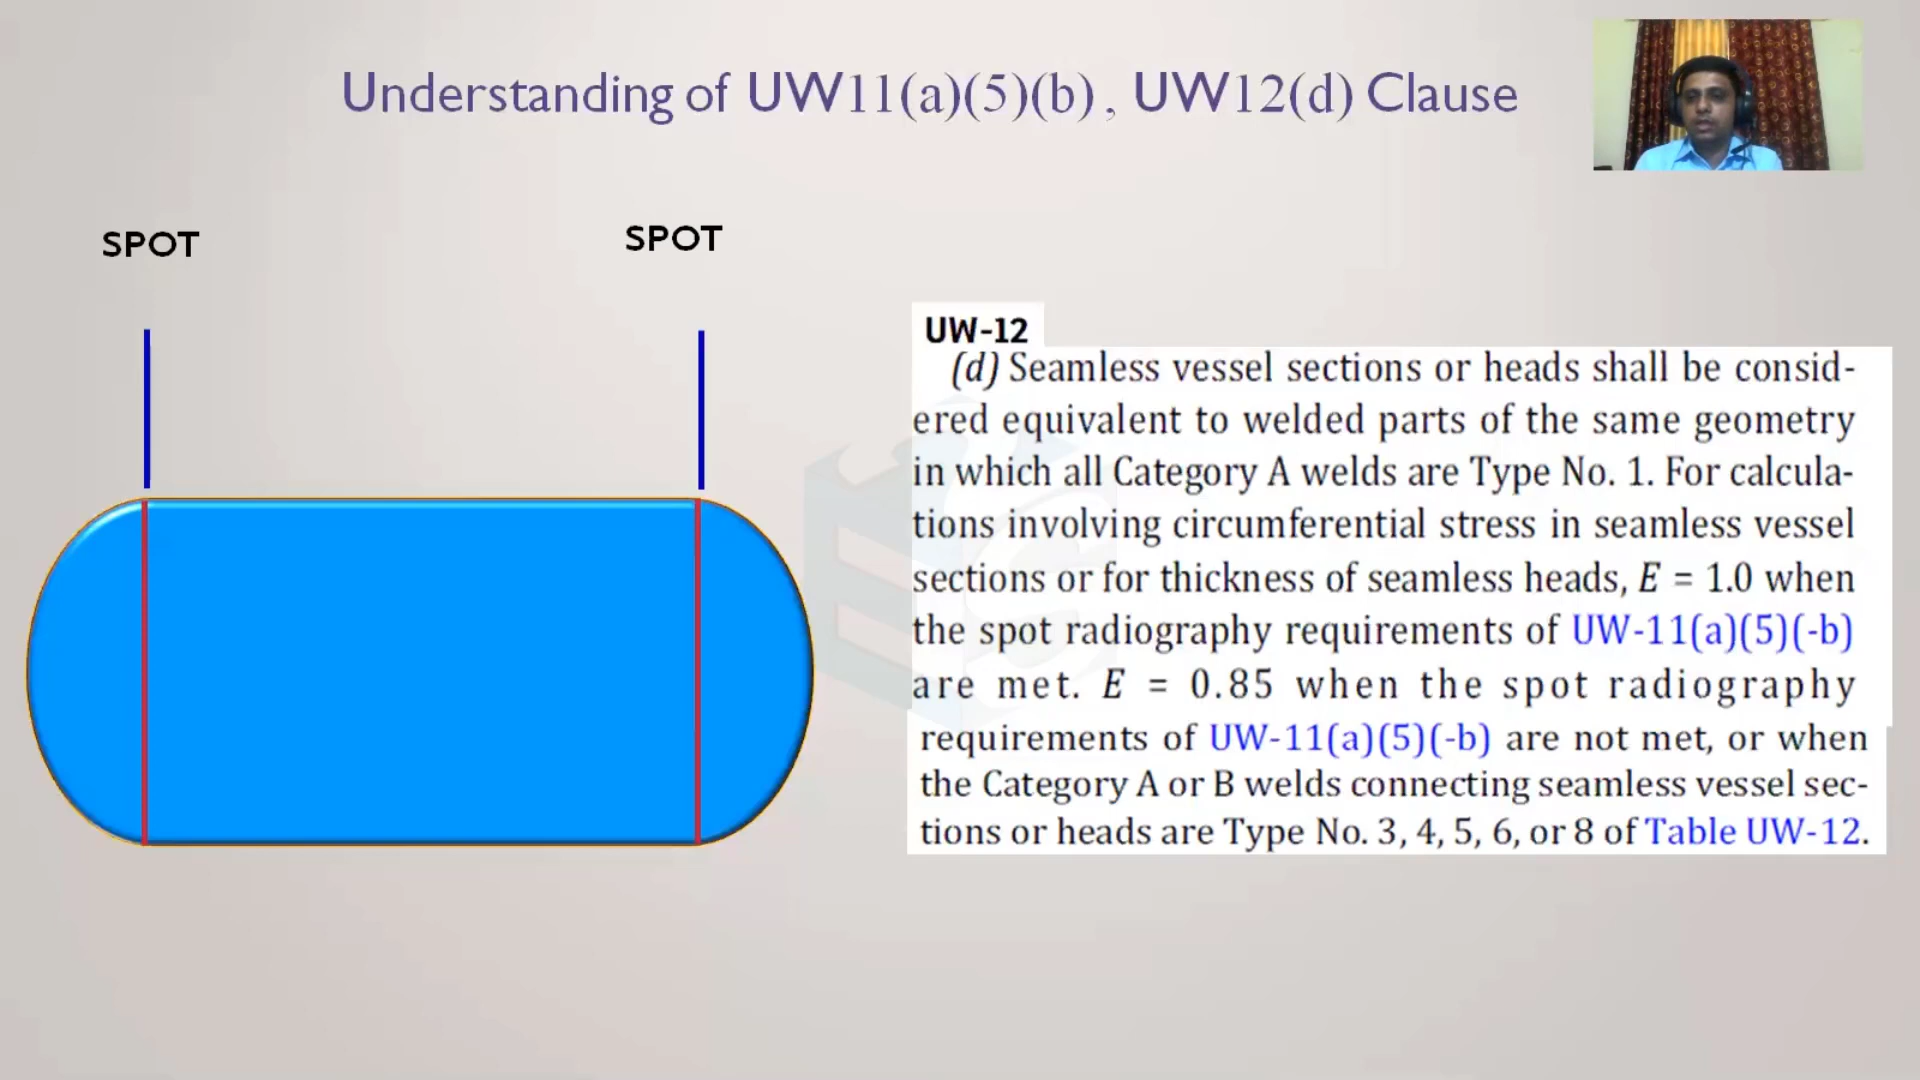 Understanding of UW11(a)(5)(b) , UW12(d) Clause
SPOT
SPOT
UW-12
(d) Seamless vessel sections or heads shall be consid-
ered equivalent to welded parts of the same geometry
in which all Category A welds are Type No. 1. For calcula-
tions involving circumferential stress in seamless vessel
sections or for thickness of seamless heads, E = 1.0 when
the spot radiography requirements of UW-11(a)(5)(-b)
are met. E = 0.85 when the spot radiography
requirements of UW-11(a)(5)(-b) are not met, or when
the Category A or B welds connecting seamless vessel sec-
tions or heads are Type No. 3, 4, 5, 6, or 8 of Table UW-12.